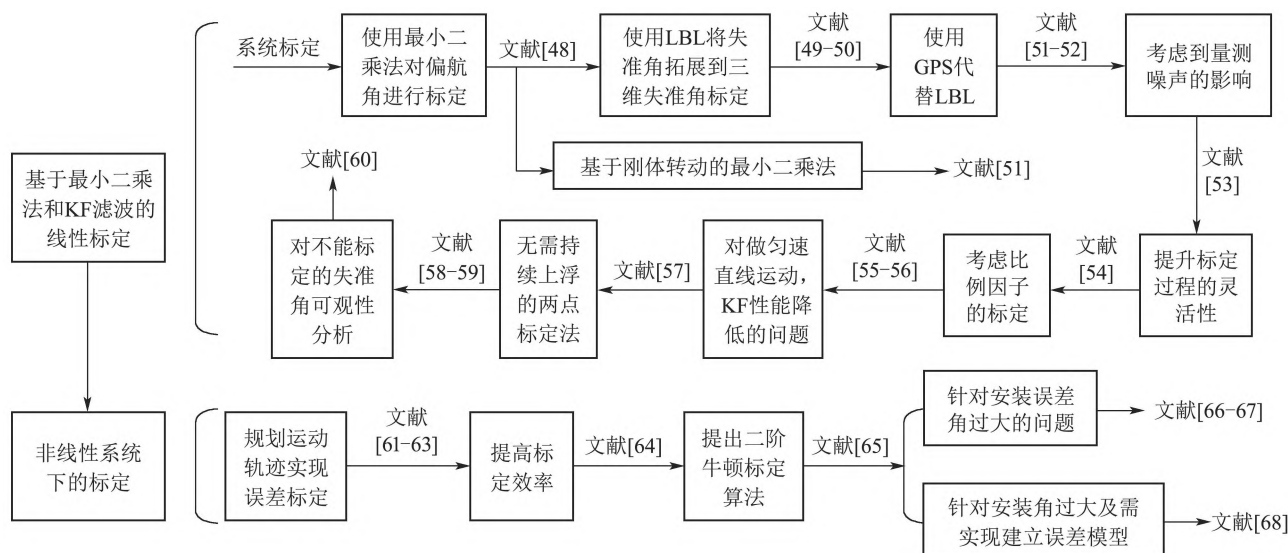 系统标定
使用最小二
乘法对偏航
角进行标定
文献[48]
使用LBL将失
准角拓展到三
维失准角标定
文献
[49-50]
使用
GPS代
替LBL
文献
[51-52]
考虑到量测
噪声的影响
基于刚体转动的最小二乘法
文献[51]
文献
[53]
基于最小二乘
法和KF滤波的
线性标定
文献[60]
对不能标
定的失准
角可观性
分析
文献
[58-59]
无需持
续上浮
的两点
标定法
文献[57]
对做匀速
直线运动，
KF性能降
低的问题
文献
[55-56]
考虑比
例因子
的标定
文献
[54]
提升标定
过程的灵
活性
非线性系统
下的标定
规划运动
轨迹实现
误差标定
文献
[61-63]
提高标
定效率
文献[64]
提出二阶
牛顿标定
算法
文献[65]
针对安装误差
角过大的问题
文献[66-67]
针对安装角过大及需
实现建立误差模型
文献[68]